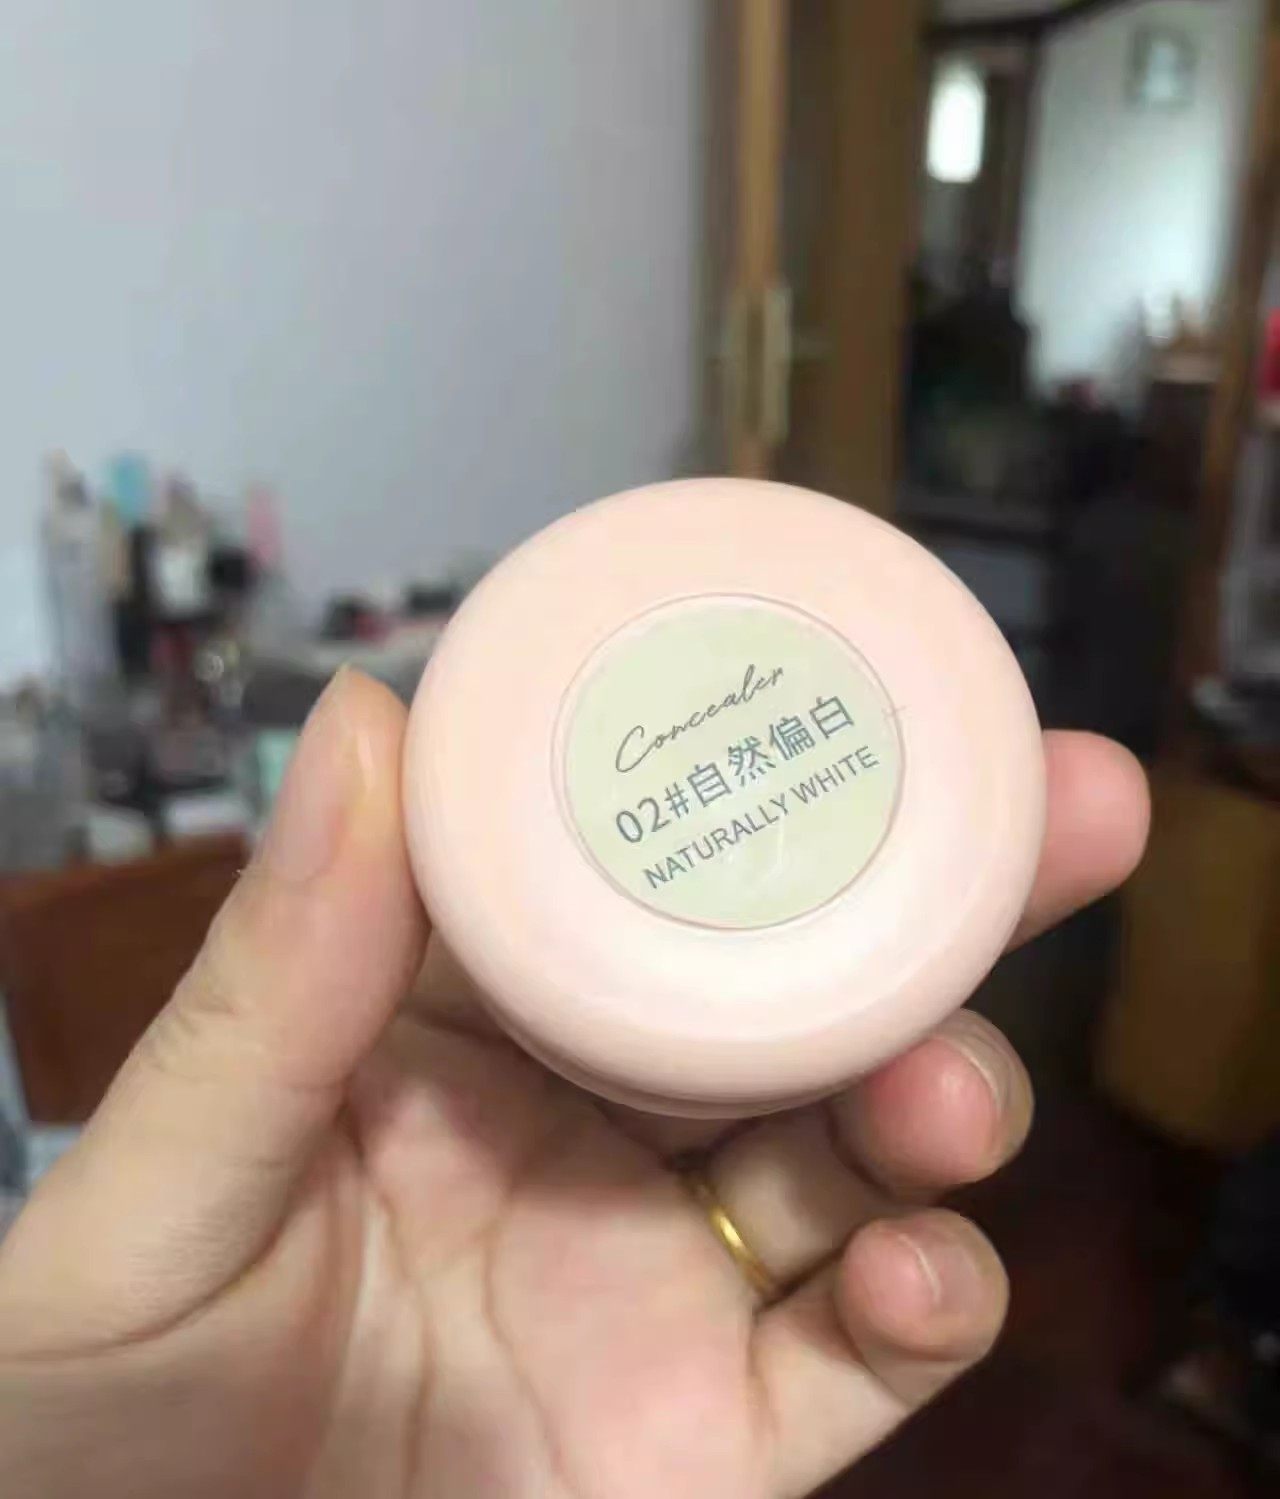 Concealer
02#自然偏白
NATURALLY WHITE